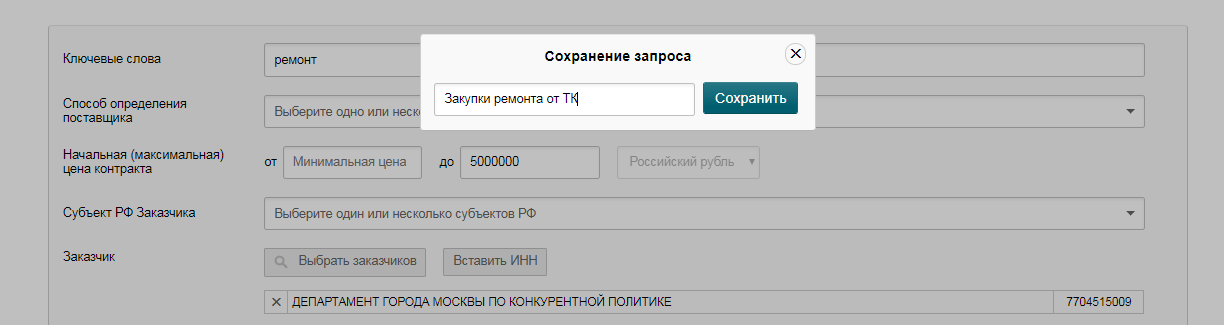 Сохранение запроса
Закупки ремонта от ТК
Сохранить
Ключевые слова
ремонт
Способ определения
поставщика
Выберите одно или неск
Начальная (максимальная)
цена контракта
от Минимальная цена до 5000000 Российский рубль
Субъект РФ Заказчика
Выберите один или несколько субъектов РФ
Заказчик
Выбрать заказчиков Вставить ИНН
ДЕПАРТАМЕНТ ГОРОДА МОСКВЫ ПО КОНКУРЕНТНОЙ ПОЛИТИКЕ 7704515009